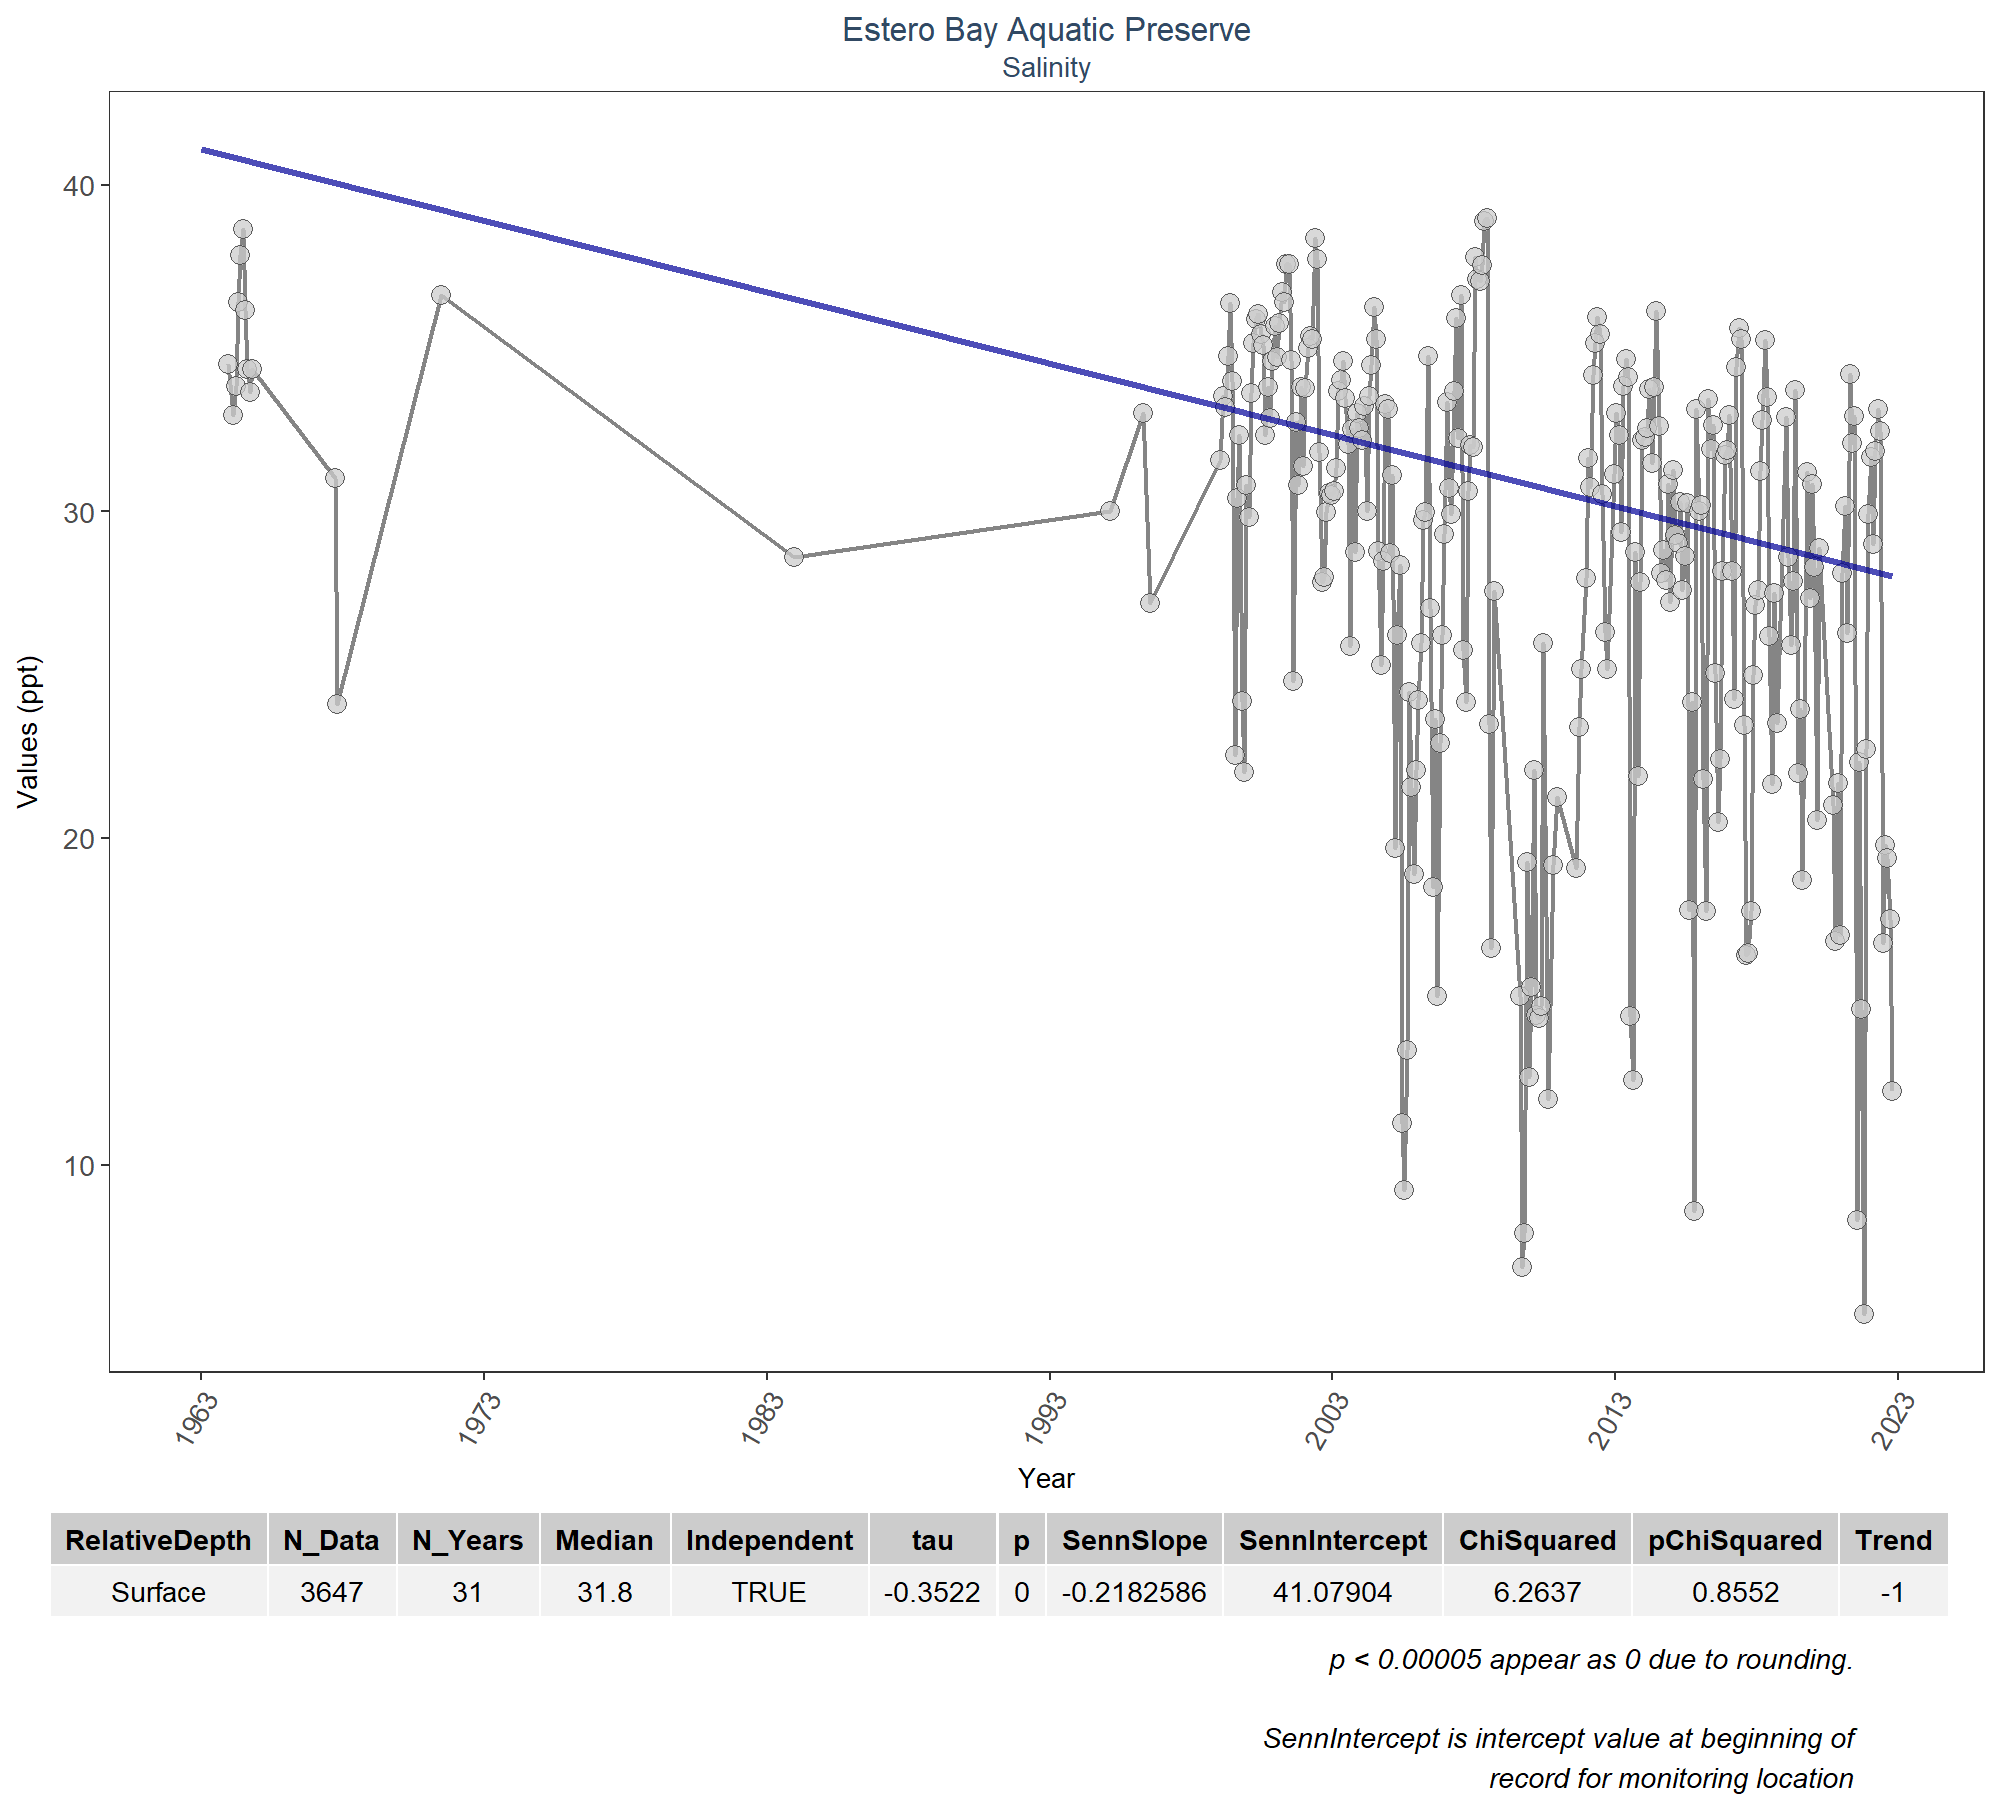 Estero Bay Aquatic Preserve
Salinity
Values (ppt)
40
30
20
10
1963
1973
1983
1993
2003
2013
2023
Year
RelativeDepth N_Data N_Years Median Independent tau p SennSlope SennIntercept ChiSquared pChiSquared Trend
Surface 3647 31 31.8 TRUE -0.3522 0 -0.2182586 41.07904 6.2637 0.8552 -1
p < 0.00005 appear as 0 due to rounding.
SennIntercept is intercept value at beginning of
record for monitoring location